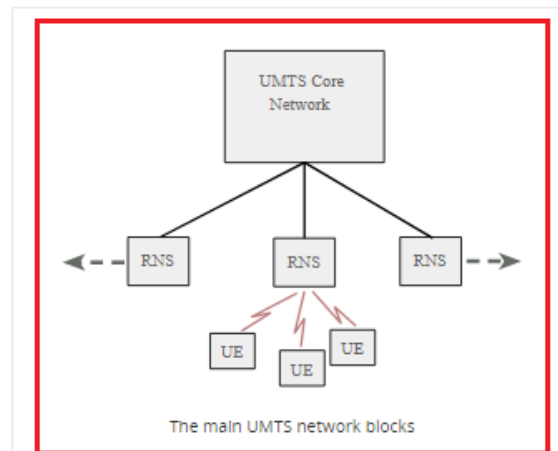 UMTS Core
Network
RNS
RNS
RNS
UE
UE
UE
The main UMTS network blocks